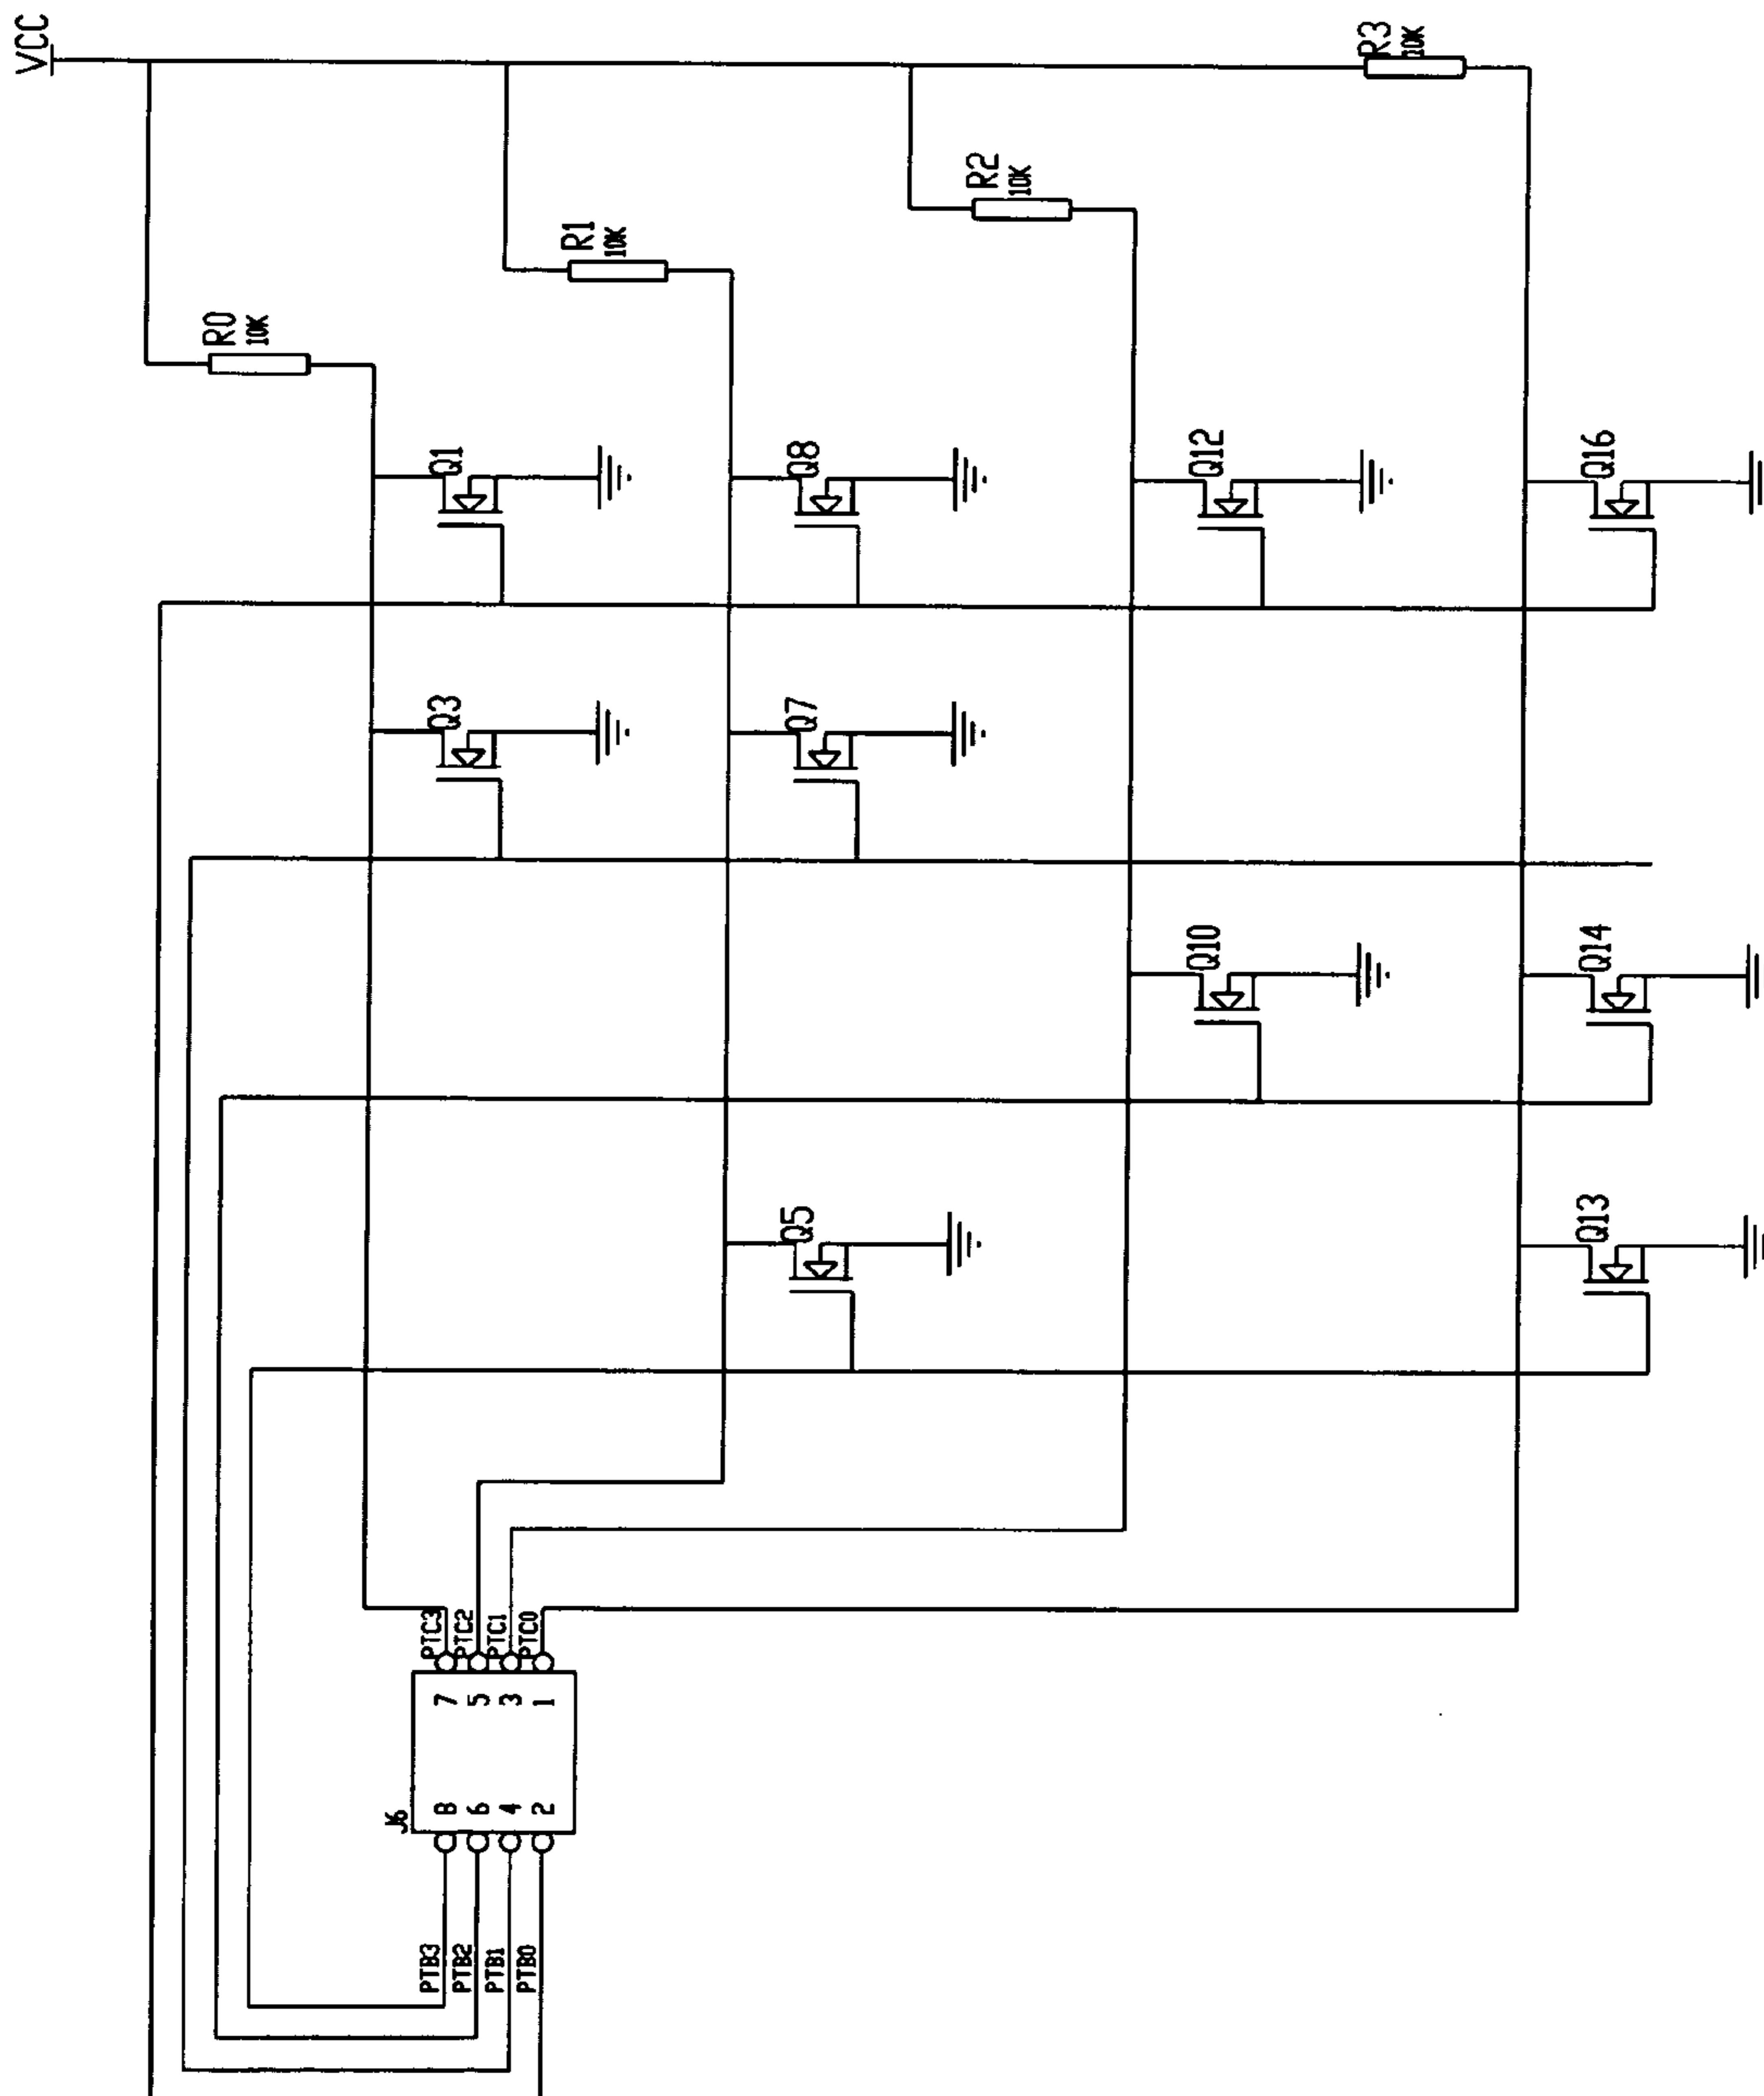 VCC
R3
10K
R2
10K
R1
10K
R0
10K
Q1
Q8
Q12
Q16
Q3
Q7
Q10
Q14
Q5
Q13
PTC3
PTC2
PTC1
PTC0
7
5
3
1
J6
8
6
4
2
PTB3
PTB2
PTB1
PTB0